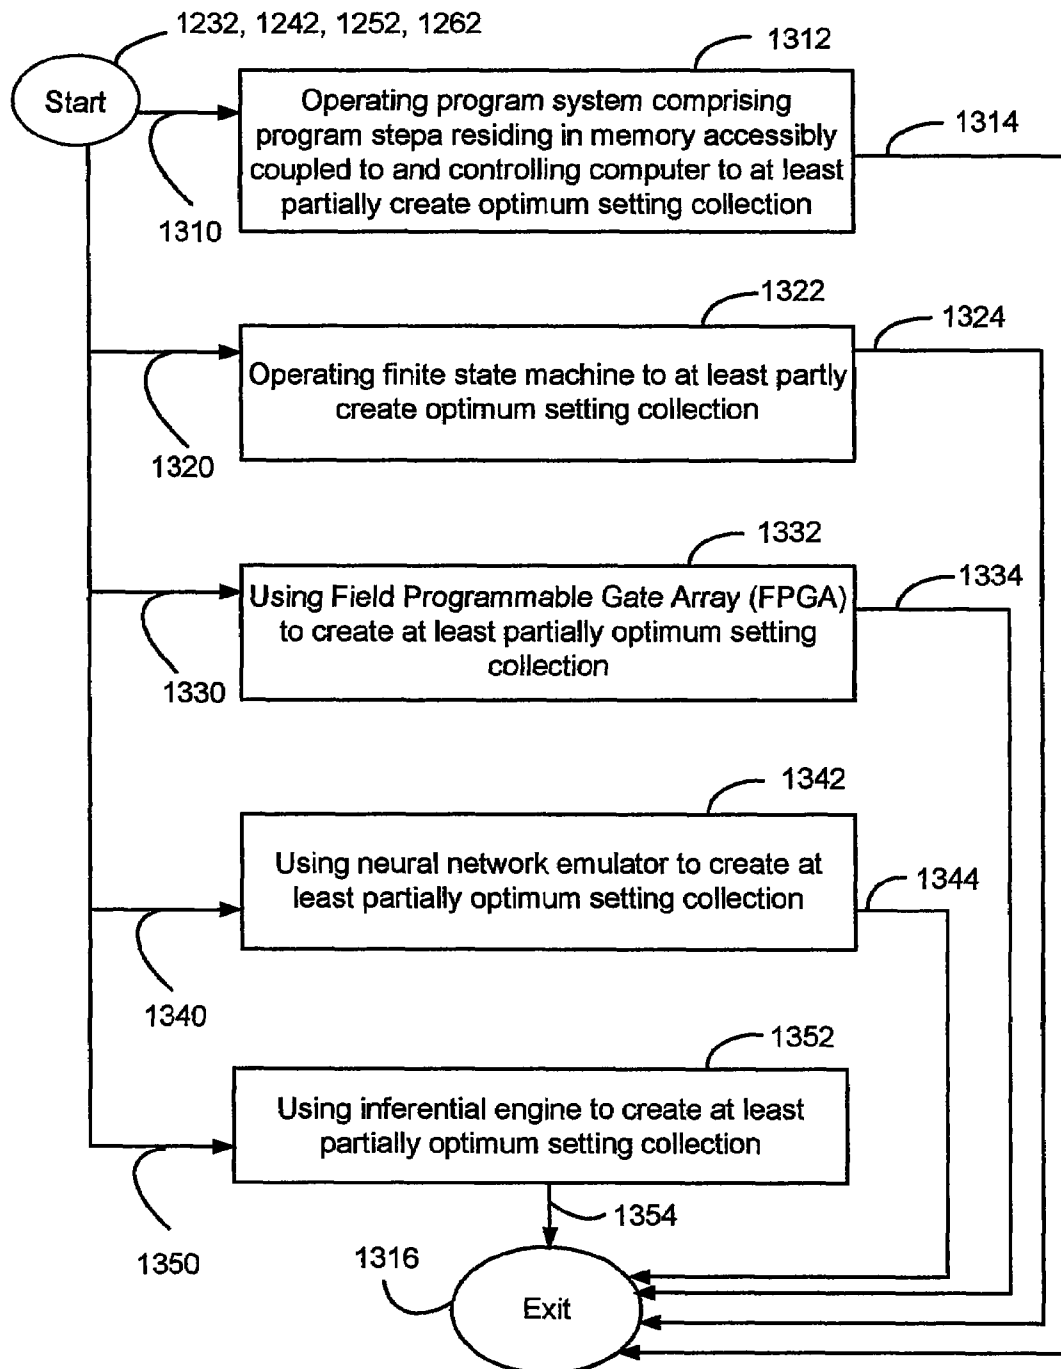 1232, 1242, 1252, 1262
Start
1312
Operating program system comprising
program stepa residing in memory accessibly
coupled to and controlling computer to at least
partially create optimum setting collection
1314
1310
1322
1324
Operating finite state machine to at least partly
create optimum setting collection
1320
1332
1334
Using Field Programmable Gate Array (FPGA)
to create at least partially optimum setting
collection
1330
1342
Using neural network emulator to create at
least partially optimum setting collection
1344
1340
1352
Using inferential engine to create at least
partially optimum setting collection
1354
1350
1316
Exit